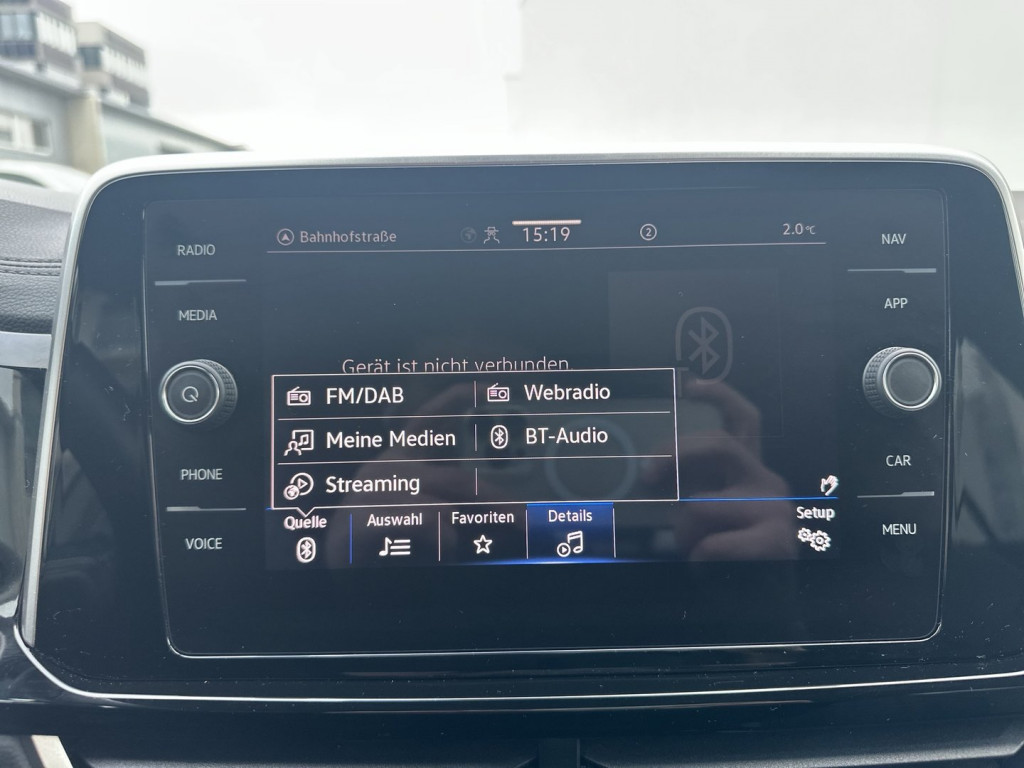 RADIO
MEDIA
PHONE
VOICE
Bahnhofstraße
15:19
2
2.0°C
Gerät ist nicht verbunden.
FM/DAB
Webradio
Meine Medien
BT-Audio
Streaming
Quelle
Auswahl
Favoriten
Details
Setup
NAV
APP
CAR
MENU